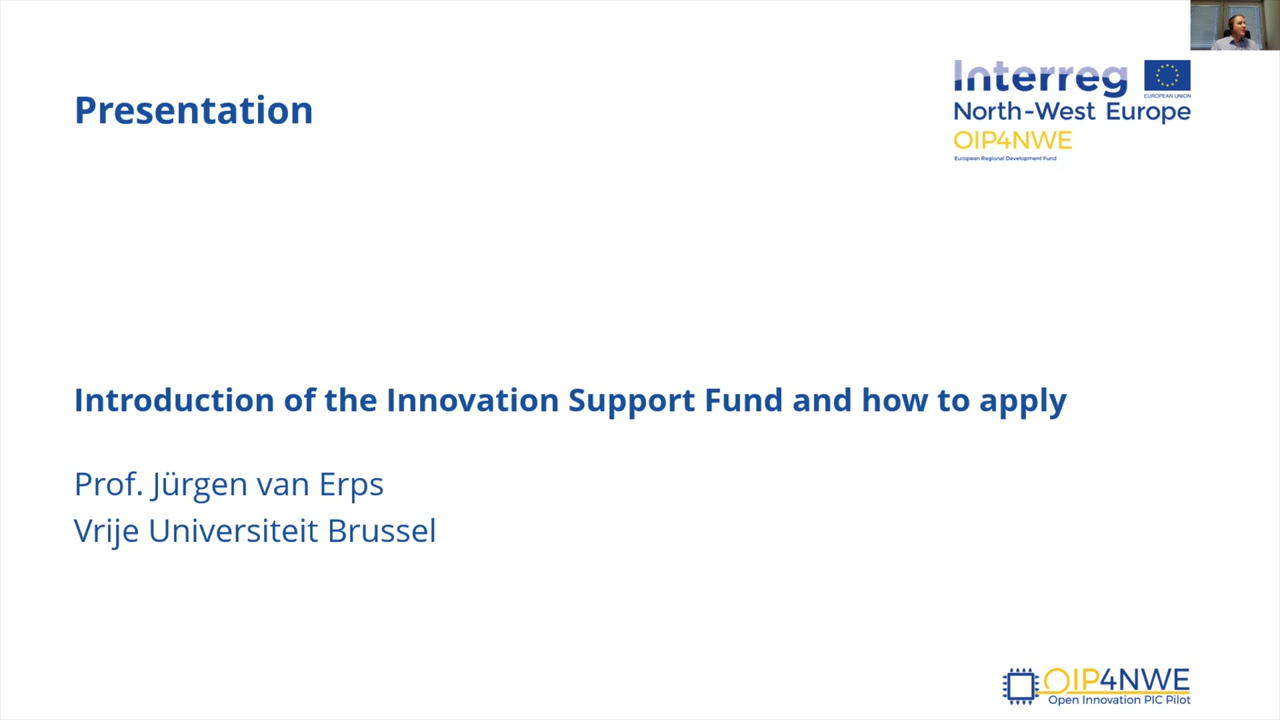 Presentation
Interreg
EUROPEAN UNION
North-West Europe
OIP4NWE
European Regional Development Fund
Introduction of the Innovation Support Fund and how to apply
Prof. Jürgen van Erps
Vrije Universiteit Brussel
OIP4NWE
Open Innovation PIC Pilot